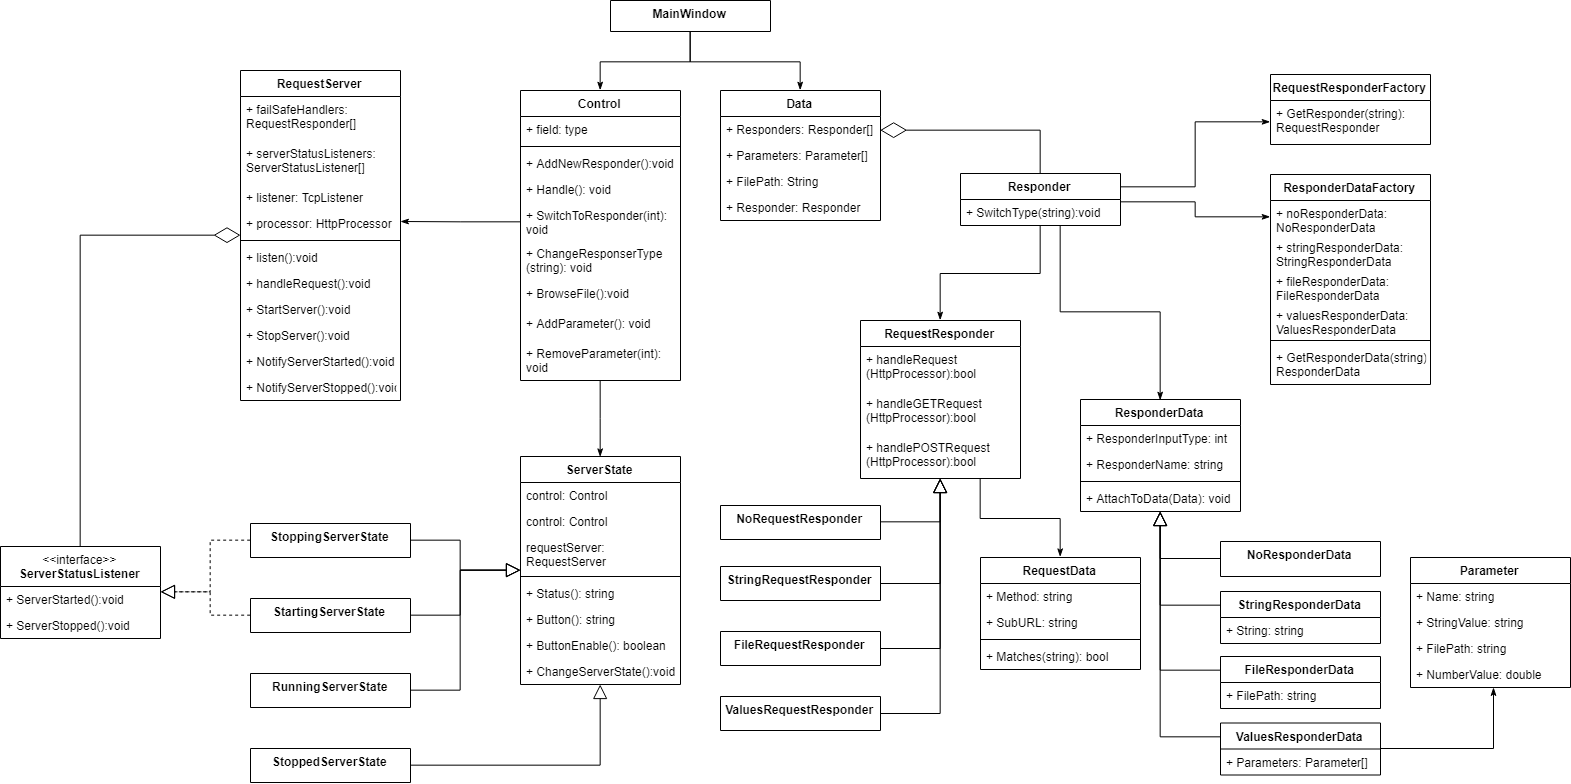 MainWindow
RequestServer
+ failSafeHandlers:
RequestResponder[]
+ serverStatusListeners:
ServerStatusListener[]
+ listener: TcpListener
+ processor: HttpProcessor
+ listen():void
+ handleRequest():void
+ StartServer():void
+ StopServer():void
+ NotifyServerStarted():void
+ NotifyServerStopped():voi
Control
+ field: type
+ AddNewResponder():void
+ Handle(): void
+ SwitchToResponder(int):
void
+ ChangeResponserType
(string): void
+ BrowseFile():void
+ AddParameter(): void
+ RemoveParameter(int):
void
Data
+ Responders: Responder[]
+ Parameters: Parameter[]
+ FilePath: String
+ Responder: Responder
Responder
+ SwitchType(string):void
RequestResponderFactory
+ GetResponder(string):
RequestResponder
ResponderDataFactory
+ noResponderData:
NoResponderData
+ stringResponderData:
StringResponderData
+ fileResponderData:
FileResponderData
+ valuesResponderData:
ValuesResponderData
+ GetResponderData(string)
ResponderData
RequestResponder
+ handleRequest
(HttpProcessor):bool
+ handleGETRequest
(HttpProcessor):bool
+ handlePOSTRequest
(HttpProcessor):bool
ResponderData
+ ResponderInputType: int
+ ResponderName: string
+ AttachToData(Data): void
ServerState
control: Control
control: Control
requestServer:
RequestServer
+ Status(): string
+ Button(): string
+ ButtonEnable(): boolean
+ ChangeServerState():void
<<interface>>
ServerStatusListener
+ ServerStarted():void
+ ServerStopped():void
StoppingServerState
StartingServerState
RunningServerState
StoppedServerState
NoRequestResponder
StringRequestResponder
FileRequestResponder
ValuesRequestResponder
RequestData
+ Method: string
+ SubURL: string
+ Matches(string): bool
NoResponderData
StringResponderData
+ String: string
FileResponderData
+ FilePath: string
ValuesResponderData
+ Parameters: Parameter[]
Parameter
+ Name: string
+ StringValue: string
+ FilePath: string
+ NumberValue: double